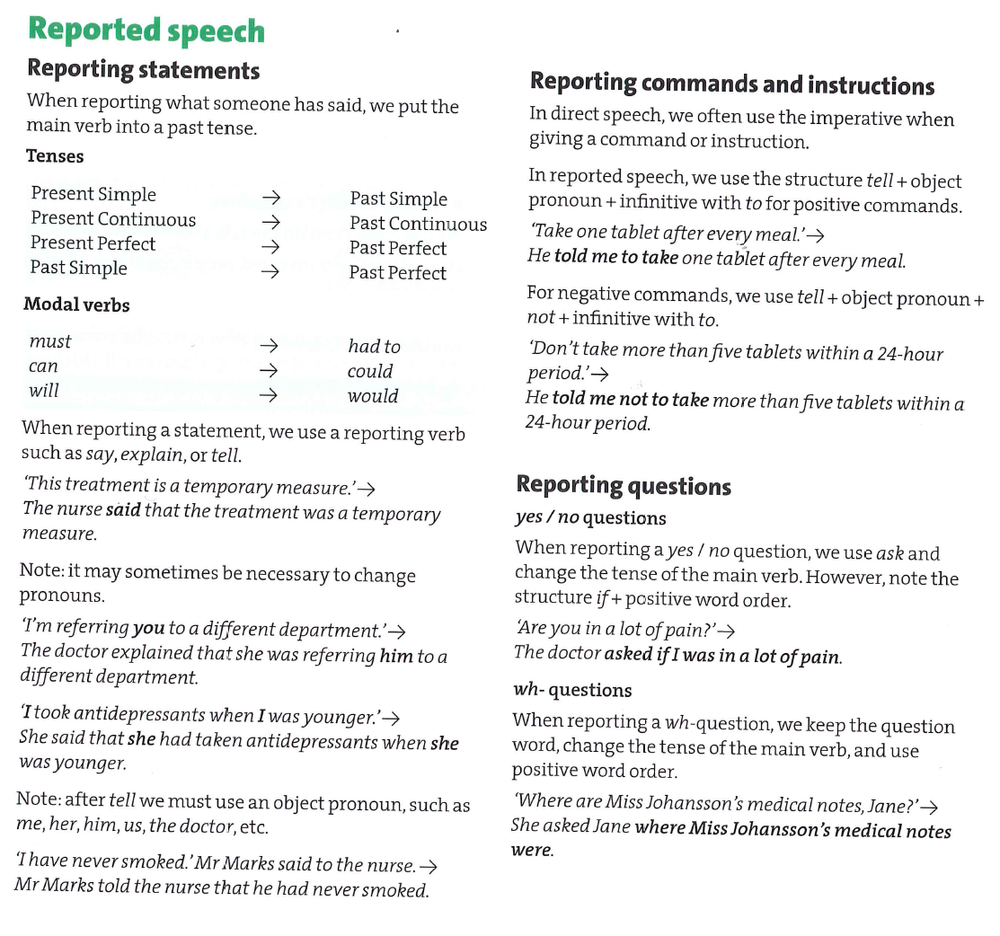 Reported speech
Reporting statements
When reporting what someone has said, we put the
main verb into a past tense.
Tenses
Present Simple → Past Simple
Present Continuous → Past Continuous
Present Perfect → Past Perfect
Past Simple → Past Perfect
Modal verbs
must → had to
can → could
will → would
When reporting a statement, we use a reporting verb
such as say, explain, or tell.
‘This treatment is a temporary measure.’→
The nurse said that the treatment was a temporary
measure.
Note: it may sometimes be necessary to change
pronouns.
‘I’m referring you to a different department.’→
The doctor explained that she was referring him to a
different department.
‘I took antidepressants when I was younger.’→
She said that she had taken antidepressants when she
was younger.
Note: after tell we must use an object pronoun, such as
me, her, him, us, the doctor, etc.
‘I have never smoked.’ Mr Marks said to the nurse. →
Mr Marks told the nurse that he had never smoked.
Reporting commands and instructions
In direct speech, we often use the imperative when
giving a command or instruction.
In reported speech, we use the structure tell + object
pronoun + infinitive with to for positive commands.
‘Take one tablet after every meal.’→
He told me to take one tablet after every meal.
For negative commands, we use tell + object pronoun +
not + infinitive with to.
‘Don’t take more than five tablets within a 24-hour
period.’→
He told me not to take more than five tablets within a
24-hour period.
Reporting questions
yes / no questions
When reporting a yes / no question, we use ask and
change the tense of the main verb. However, note the
structure if + positive word order.
‘Are you in a lot of pain?’→
The doctor asked if I was in a lot of pain.
wh- questions
When reporting a wh-question, we keep the question
word, change the tense of the main verb, and use
positive word order.
‘Where are Miss Johansson’s medical notes, Jane?’→
She asked Jane where Miss Johansson’s medical notes
were.